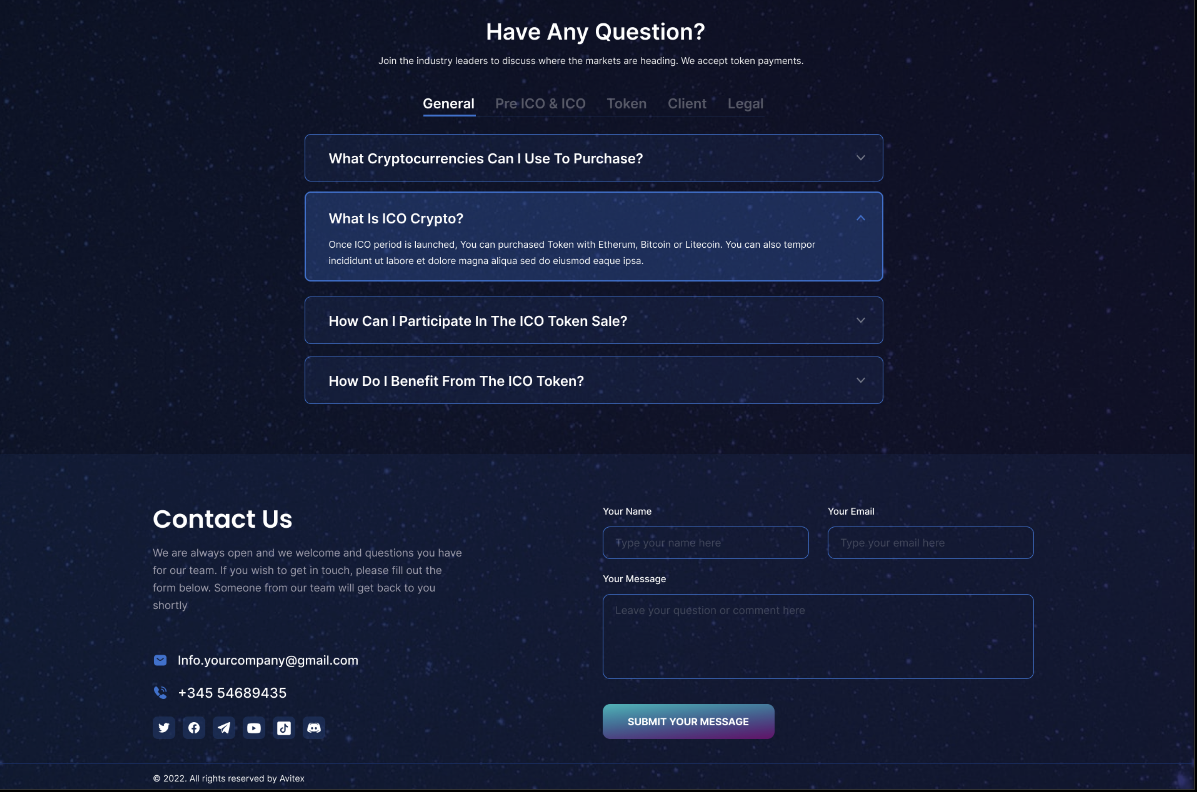 Have Any Question?
Join the industry leaders to discuss where the markets are heading. We accept token payments.
General Pre ICO & ICO Token Client Legal
What Cryptocurrencies Can I Use To Purchase?
What Is ICO Crypto?
Once ICO period is launched, You can purchased Token with Etherum, Bitcoin or Litecoin. You can also tempor
incididunt ut labore et dolore magna aliqua sed do eiusmod eaque ipsa.
How Can I Participate In The ICO Token Sale?
How Do I Benefit From The ICO Token?
Contact Us
We are always open and we welcome and questions you have
for our team. If you wish to get in touch, please fill out the
form below. Someone from our team will get back to you
shortly
Info.yourcompany@gmail.com
+345 54689435
Your Name
Type your name here
Your Email
Type your email here
Your Message
Leave your question or comment here
SUBMIT YOUR MESSAGE
© 2022. All rights reserved by Avitex